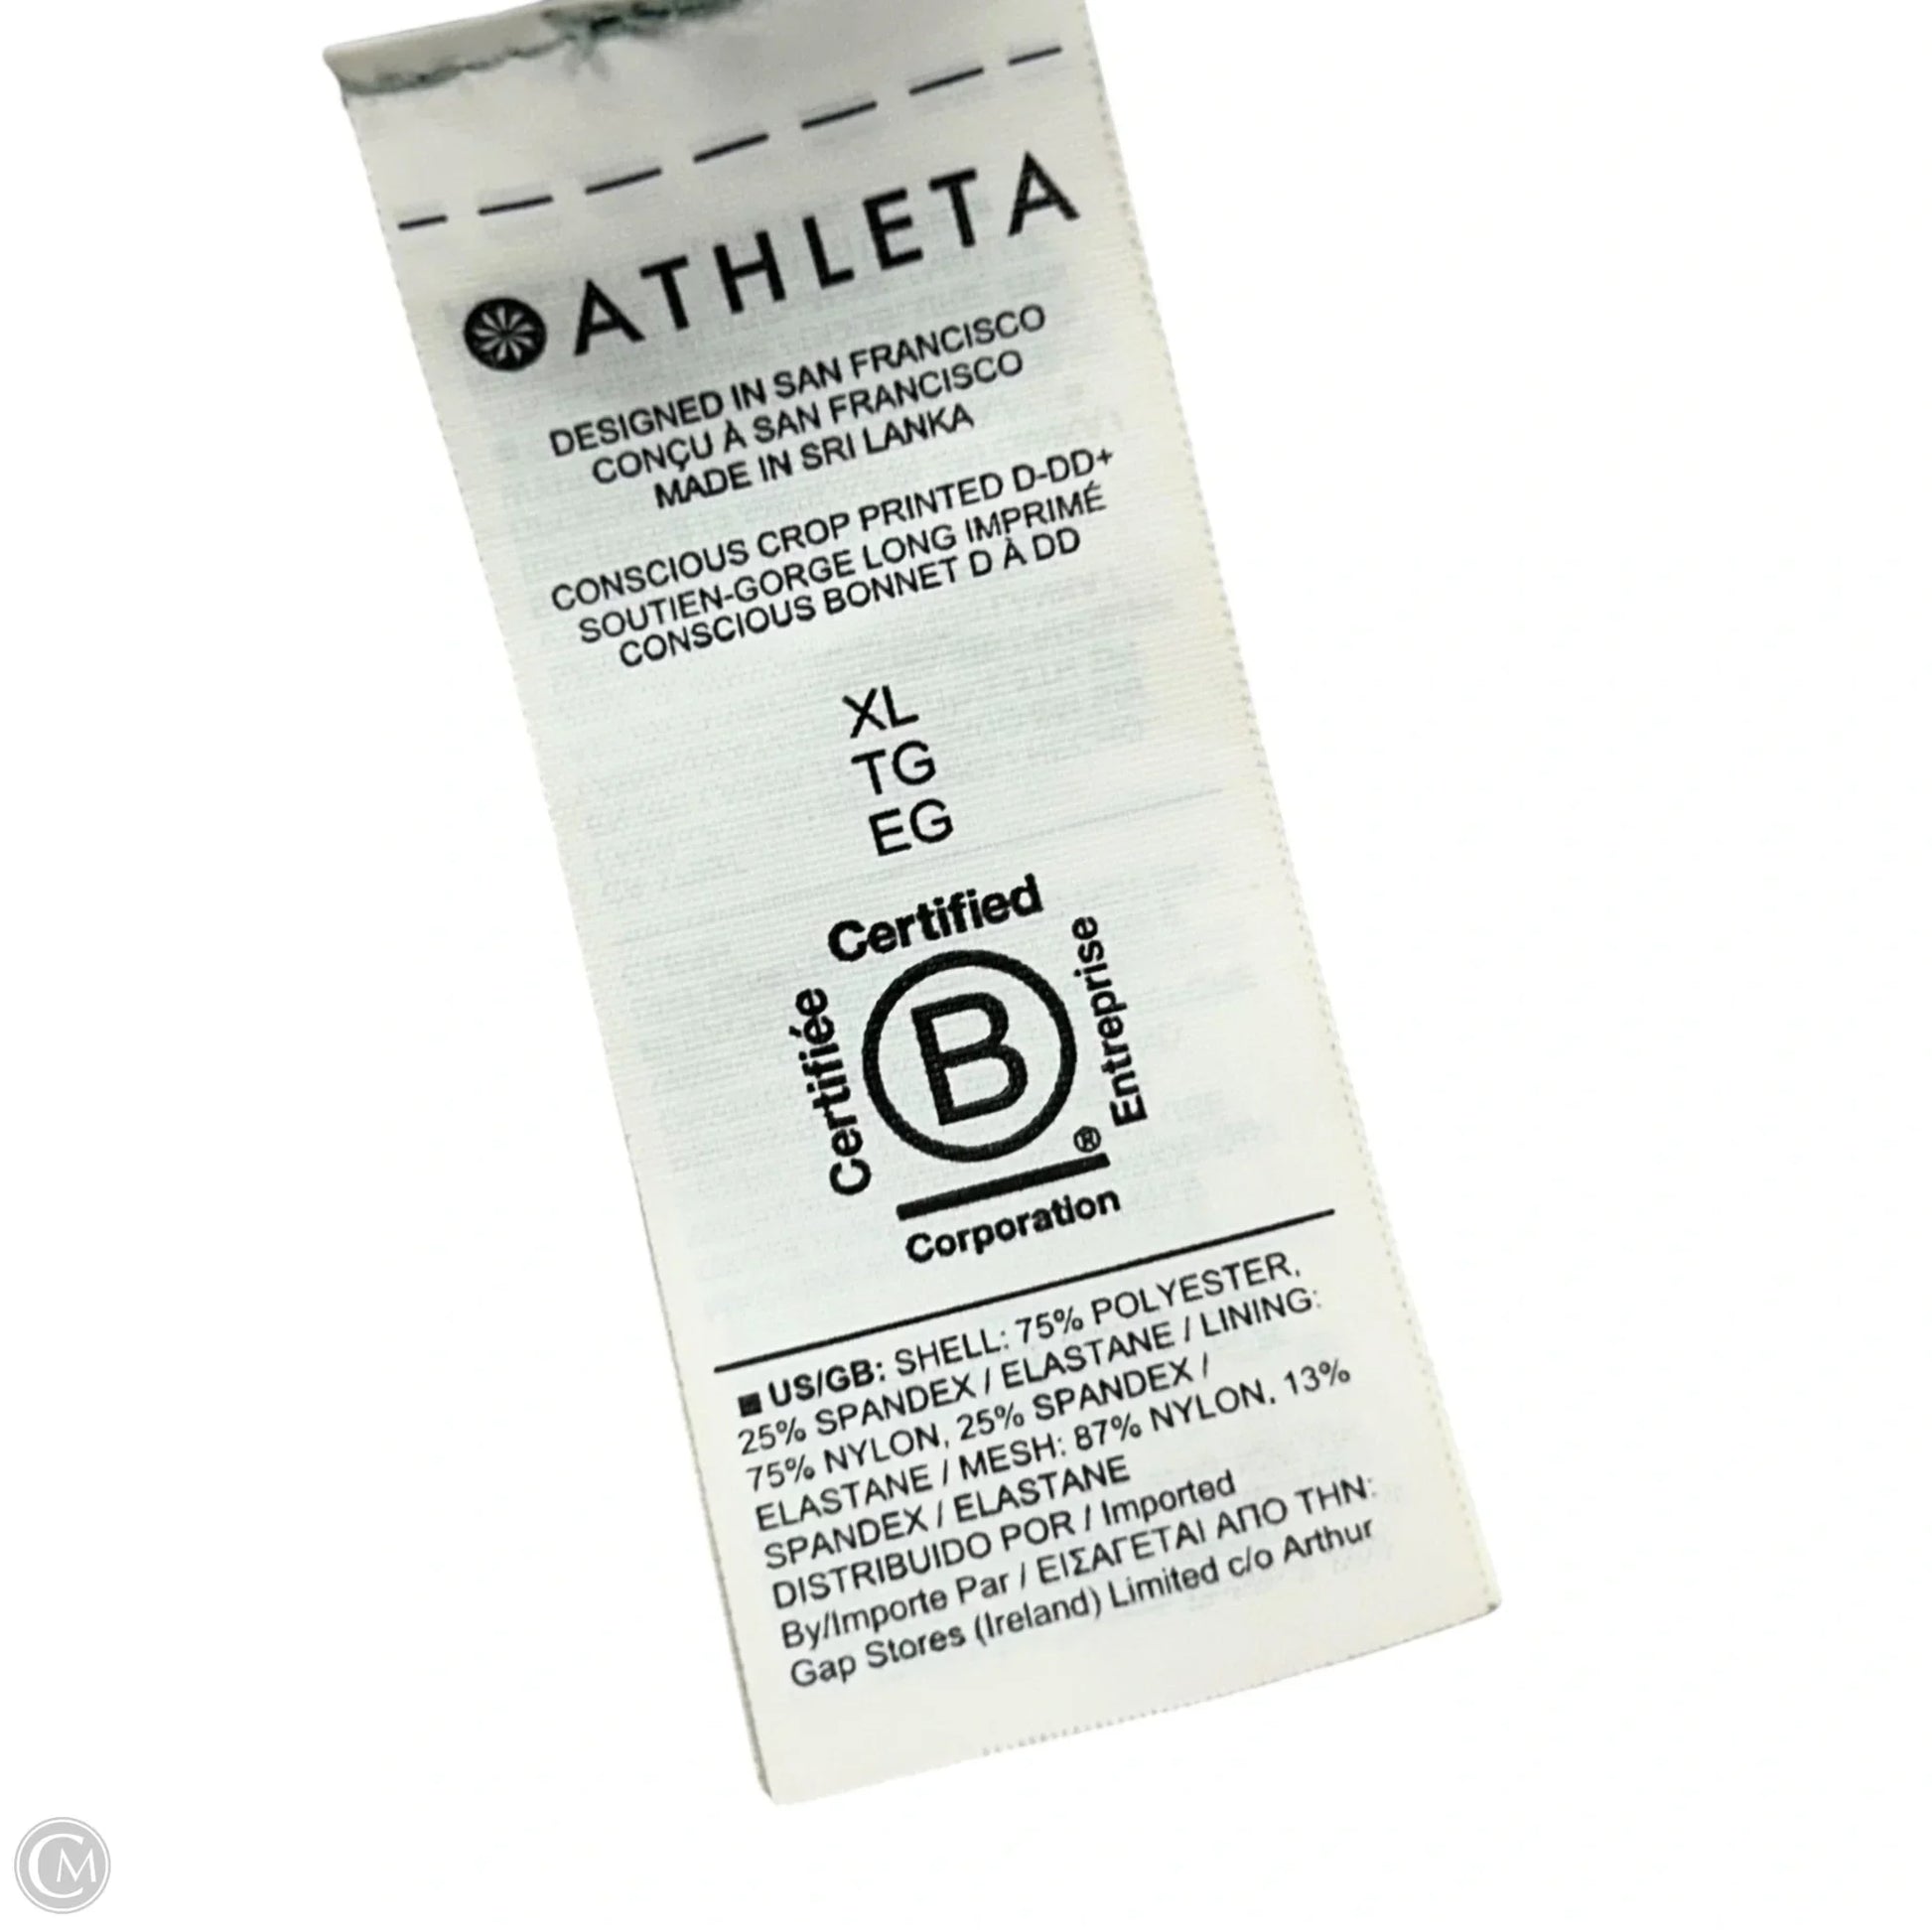 ATHLETA
DESIGNED IN SAN FRANCISCO
CONÇU À SAN FRANCISCO
MADE IN SRI LANKA
CONSCIOUS CROP PRINTED D-DD+
SOUTIEN-GORGE LONG IMPRIMÉ
CONSCIOUS BONNET D À DD
XL
TG
EG
Certified
Certifiée
B
Entreprise
®
Corporation
US/GB: SHELL: 75% POLYESTER,
25% SPANDEX / ELASTANE / LINING:
75% NYLON, 25% SPANDEX /
ELASTANE / MESH: 87% NYLON, 13%
SPANDEX / ELASTANE
DISTRIBUIDO POR / Imported
By/Importe Par / ΕΙΣΑΓΕΤΑΙ ΑΠΟ ΤΗΝ:
Gap Stores (Ireland) Limited c/o Arthur
CM